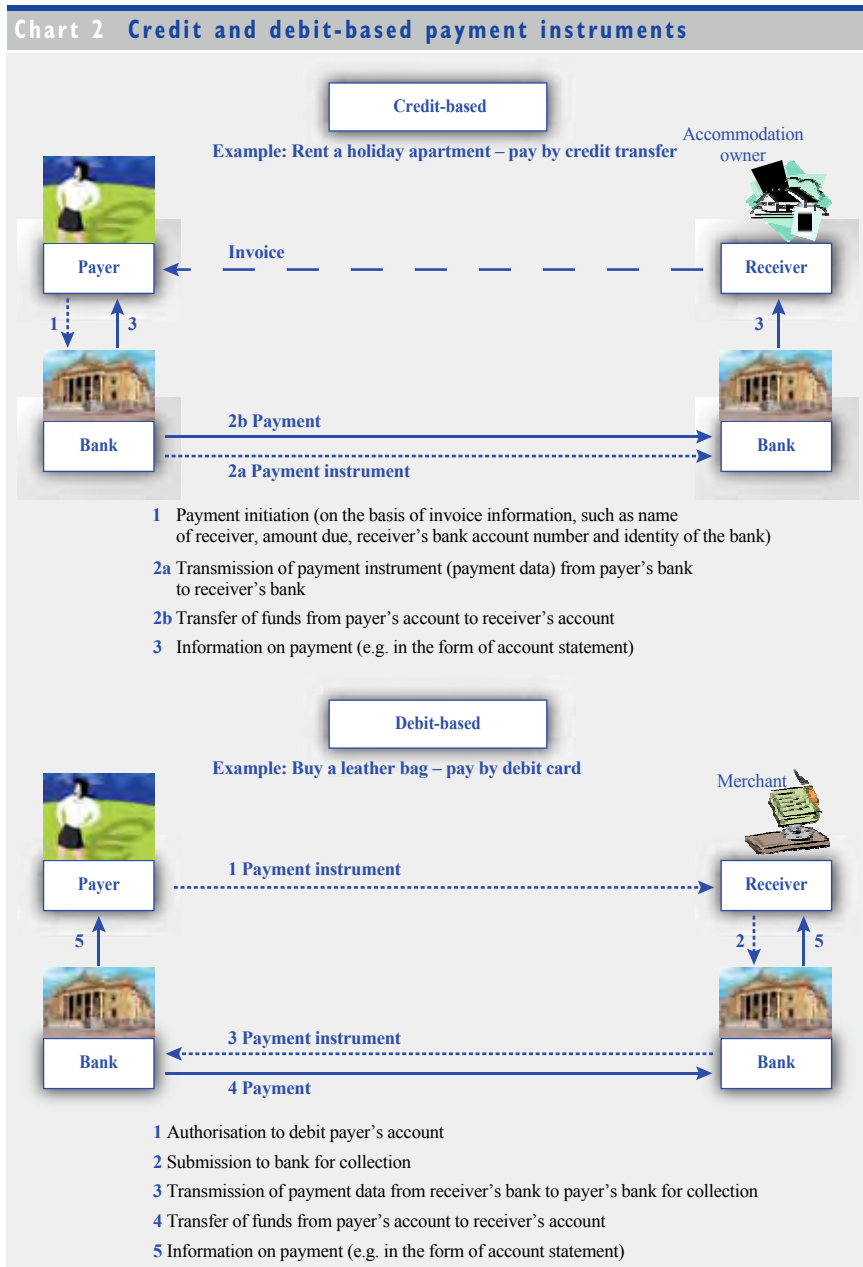 Chart 2 Credit and debit-based payment instruments
Credit-based
Example: Rent a holiday apartment – pay by credit transfer
Accommodation
owner
Invoice
Payer
Receiver
1
3
3
2b Payment
Bank
Bank
2a Payment instrument
1 Payment initiation (on the basis of invoice information, such as name
of receiver, amount due, receiver's bank account number and identity of the bank)
2a Transmission of payment instrument (payment data) from payer's bank
to receiver's bank
2b Transfer of funds from payer's account to receiver's account
3 Information on payment (e.g. in the form of account statement)
Debit-based
Example: Buy a leather bag – pay by debit card
Merchant
1 Payment instrument
Payer
Receiver
5
2
5
3 Payment instrument
Bank
Bank
4 Payment
1 Authorisation to debit payer's account
2 Submission to bank for collection
3 Transmission of payment data from receiver's bank to payer's bank for collection
4 Transfer of funds from payer's account to receiver's account
5 Information on payment (e.g. in the form of account statement)